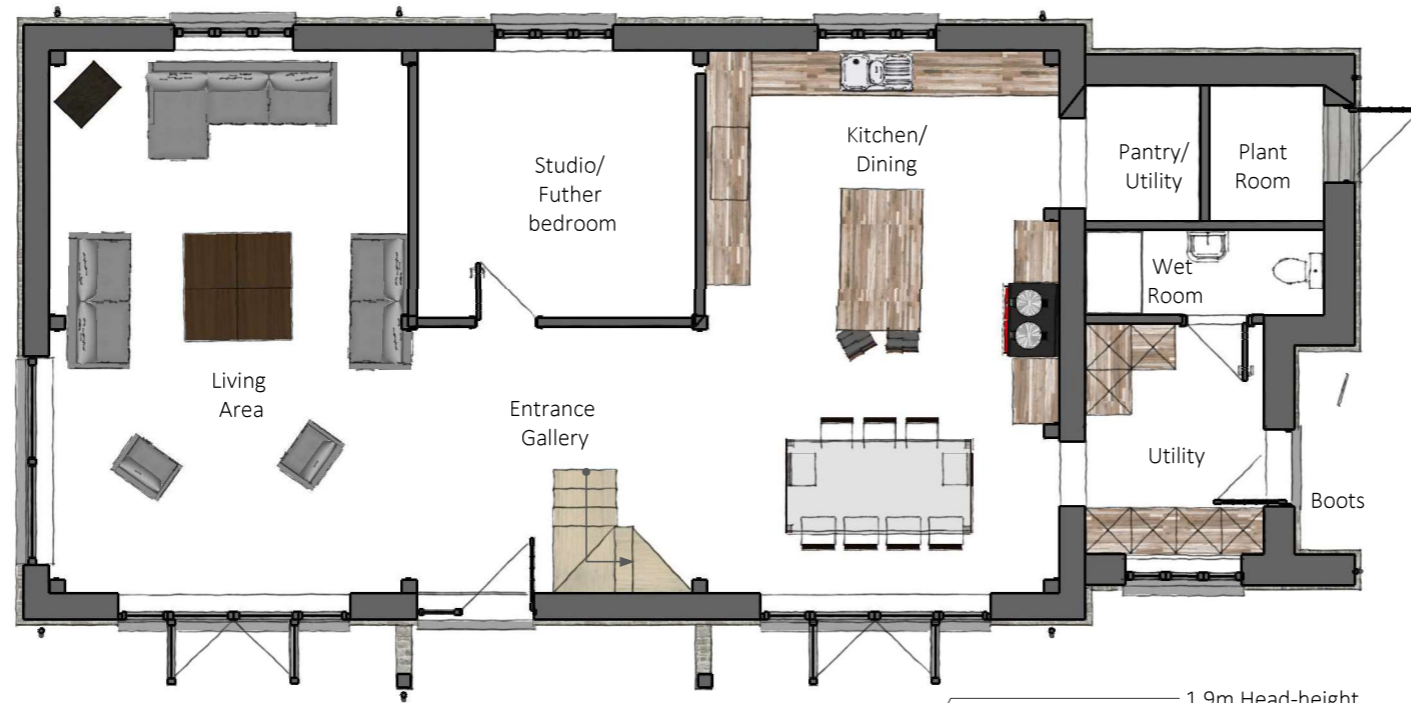 Kitchen/
Dining
Pantry/
Utility
Plant
Room
Studio/
Futher
bedroom
Wet
Room
Living
Area
Entrance
Gallery
Utility
Boots
1.9m Head-height